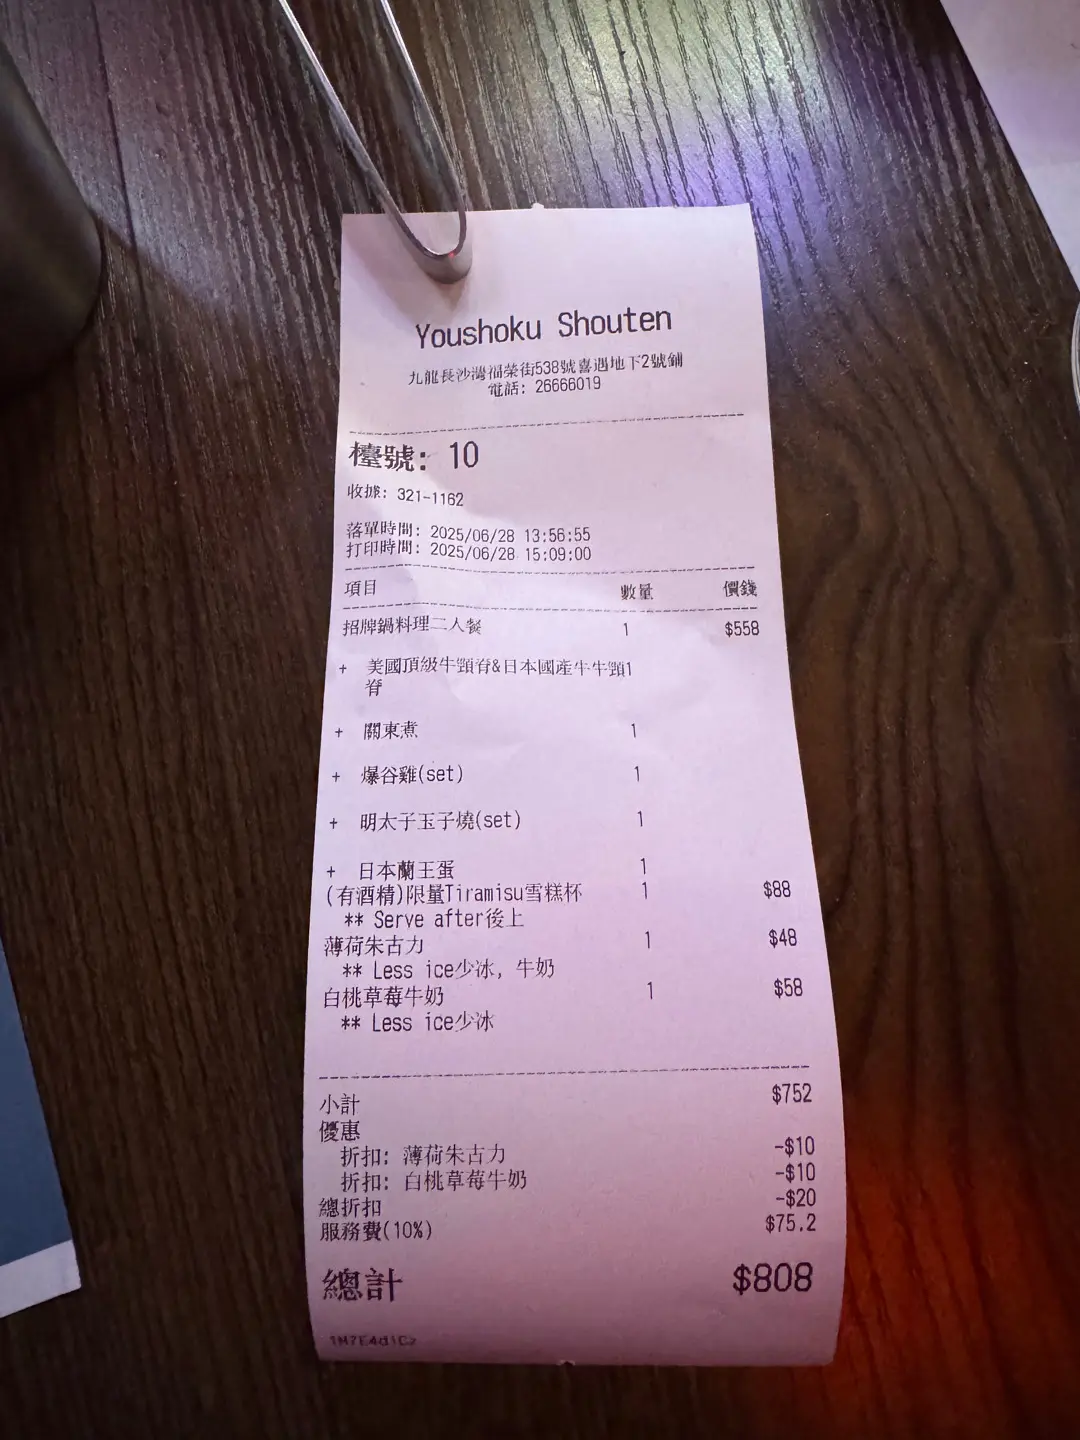 Youshoku Shouten
九龍長沙灣福榮街538號喜遇地下2號鋪
電話: 26666019
檯號: 10
收據: 321-1162
落單時間: 2025/06/28 13:56:55
打印時間: 2025/06/28 15:09:00
項目 數量 價錢
招牌鍋料理二人餐 1 $558
+ 美國頂級牛頸脊&日本國產牛牛頸1
脊
+ 關東煮 1
+ 爆谷雞(set) 1
+ 明太子玉子燒(set) 1
+ 日本蘭王蛋 1
(有酒精)限量Tiramisu雪糕杯 1 $88
** Serve after後上
薄荷朱古力 1 $48
** Less ice少冰, 牛奶
白桃草莓牛奶 1 $58
** Less ice少冰
小計 $752
優惠
折扣: 薄荷朱古力 -$10
折扣: 白桃草莓牛奶 -$10
總折扣 -$20
服務費(10%) $75.2
總計 $808